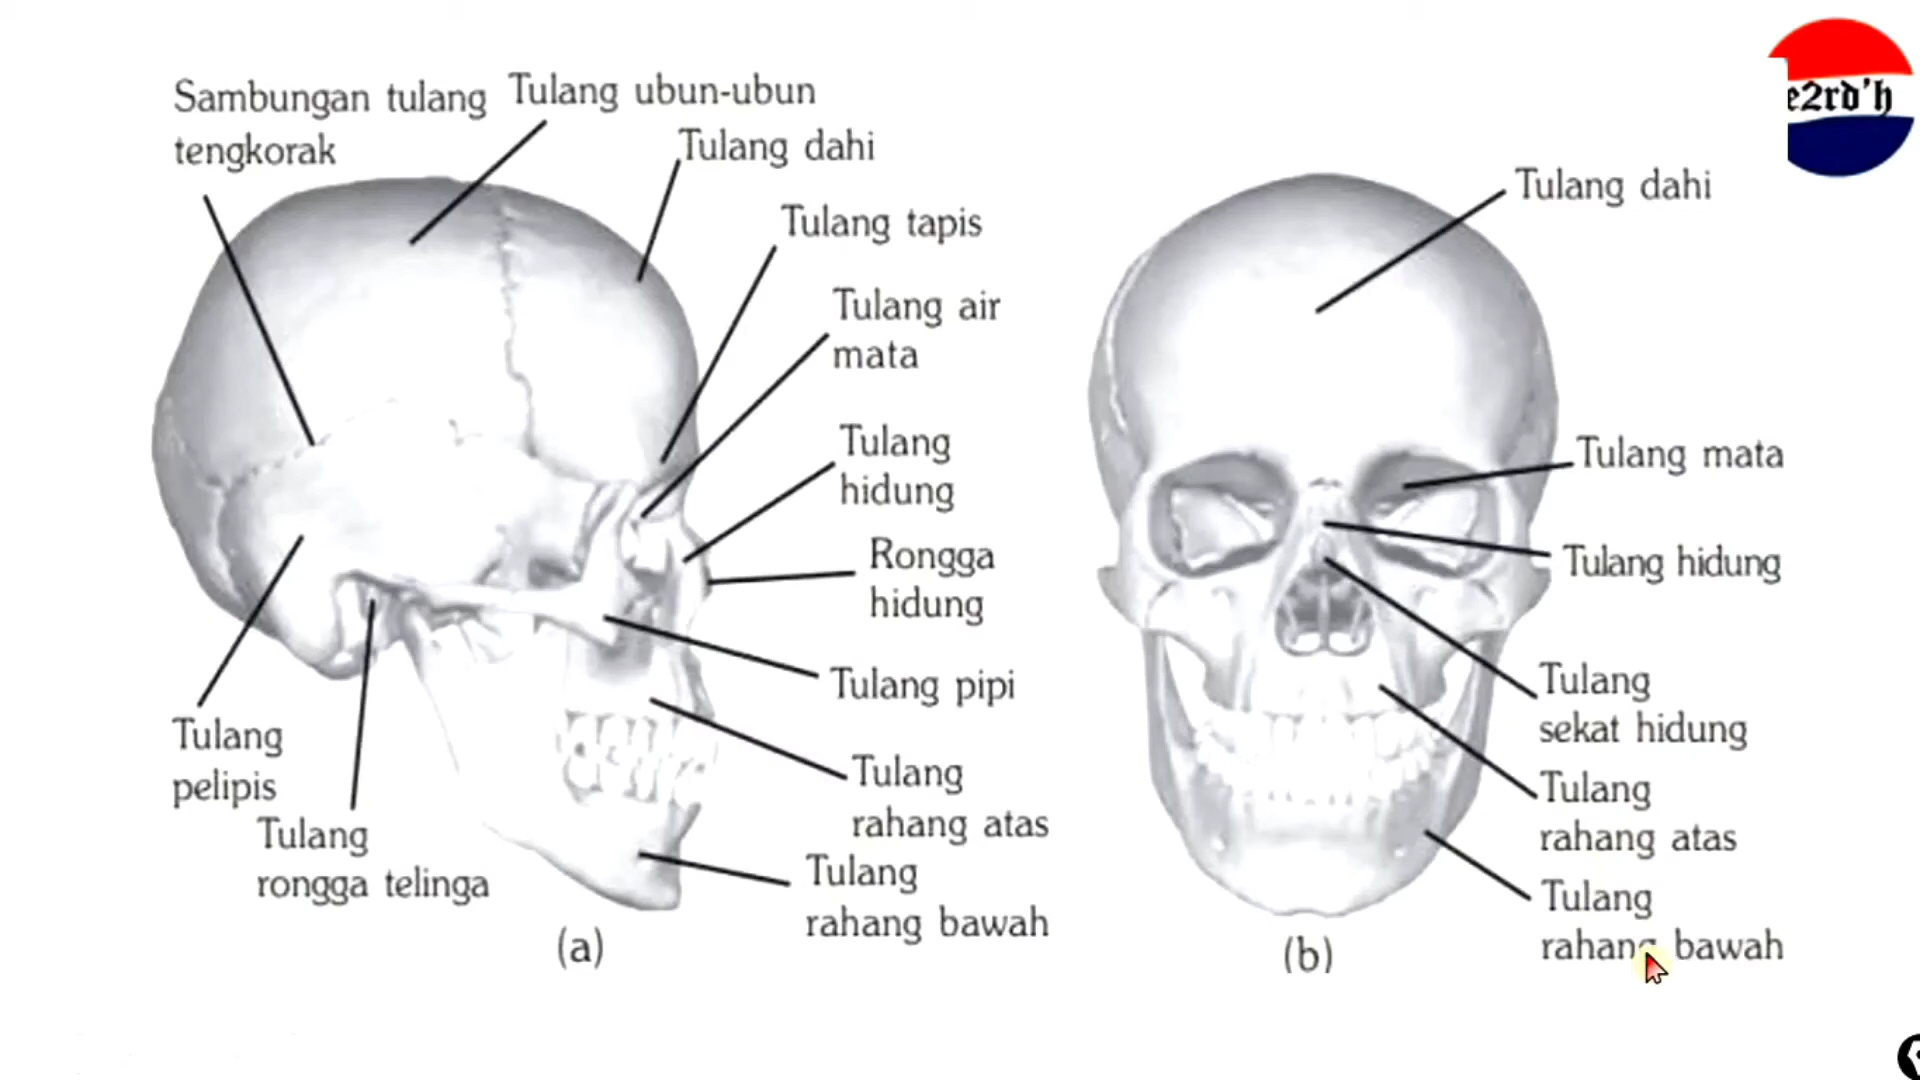 Sambungan tulang
tengkorak
Tulang ubun-ubun
Tulang dahi
Tulang tapis
Tulang air
mata
Tulang
hidung
Rongga
hidung
Tulang pipi
Tulang
rahang atas
Tulang
rahang bawah
Tulang
pelipis
Tulang
rongga telinga
(a)
e2rd'h
Tulang dahi
Tulang mata
Tulang hidung
Tulang
sekat hidung
Tulang
rahang atas
Tulang
rahang bawah
(b)